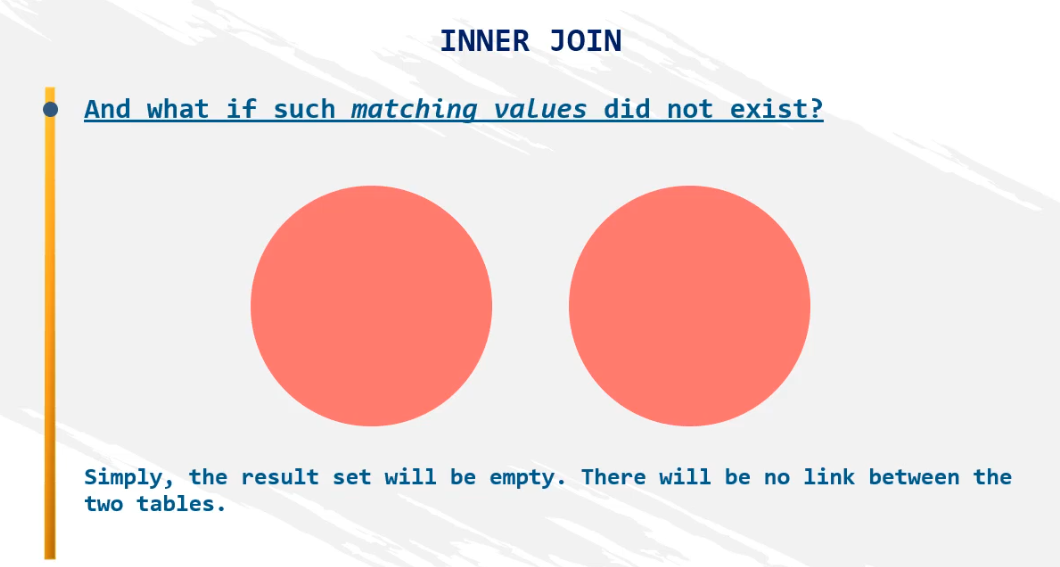 INNER JOIN
And what if such matching values did not exist?
Simply, the result set will be empty. There will be no link between the
two tables.